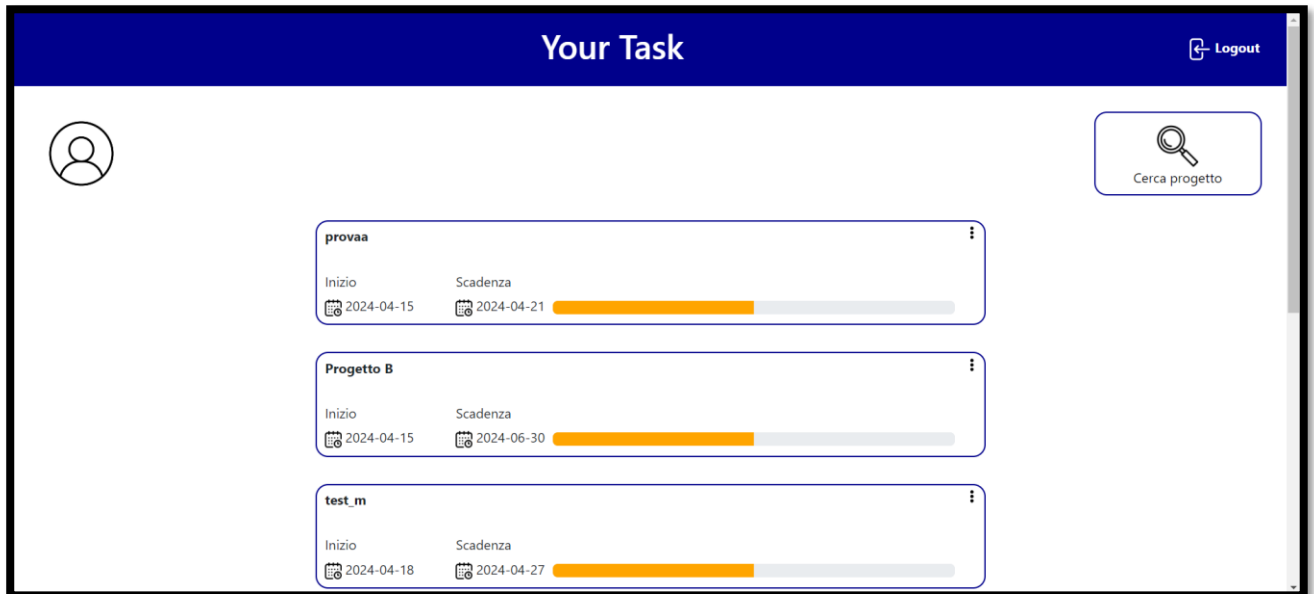 Your Task
Logout
Cerca progetto
provaa
Inizio Scadenza
2024-04-15 2024-04-21
Progetto B
Inizio Scadenza
2024-04-15 2024-06-30
test_m
Inizio Scadenza
2024-04-18 2024-04-27